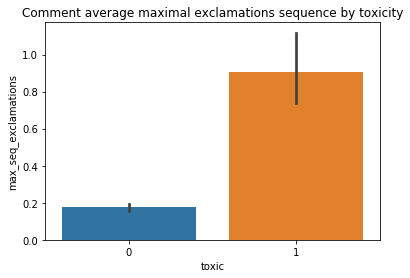 Comment average maximal exclamations sequence by toxicity
max_seq_exclamations
1.0
0.8
0.6
0.4
0.2
0.0
0
1
toxic